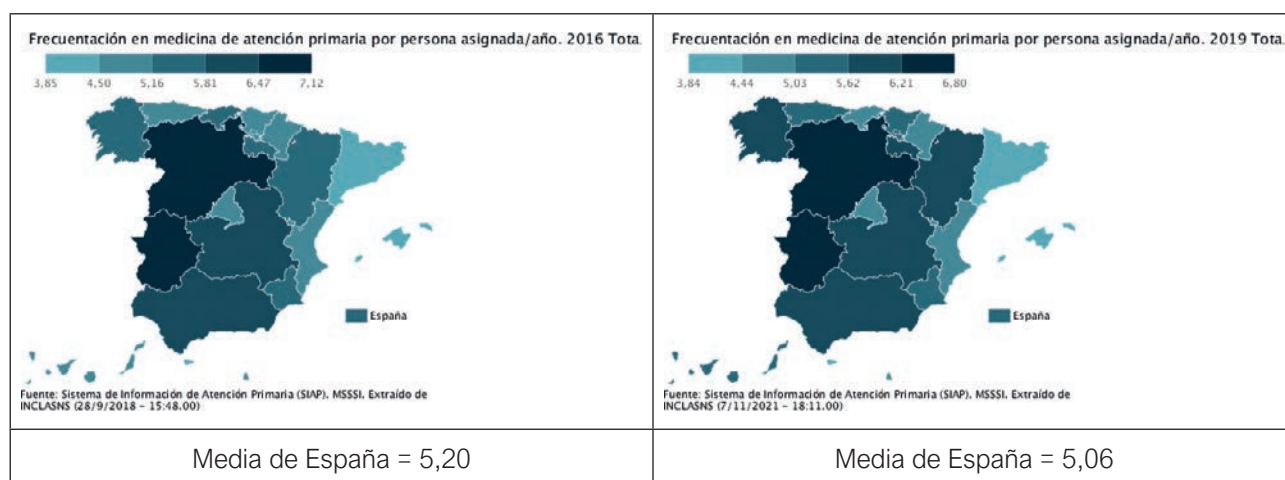 Frecuentación en medicina de atención primaria por persona asignada/año. 2016 Tota
3,85 4,50 5,16 5,81 6,47 7,12
España
Fuente: Sistema de Información de Atención Primaria (SIAP). MSSSI. Extraído de
INCLASNS (28/9/2018 - 15:48.00)
Media de España = 5,20
Frecuentación en medicina de atención primaria por persona asignada/año. 2019 Tota
3,84 4,44 5,03 5,62 6,21 6,80
España
Fuente: Sistema de Información de Atención Primaria (SIAP). MSSSI. Extraído de
INCLASNS (7/11/2021 - 18:11.00)
Media de España = 5,06